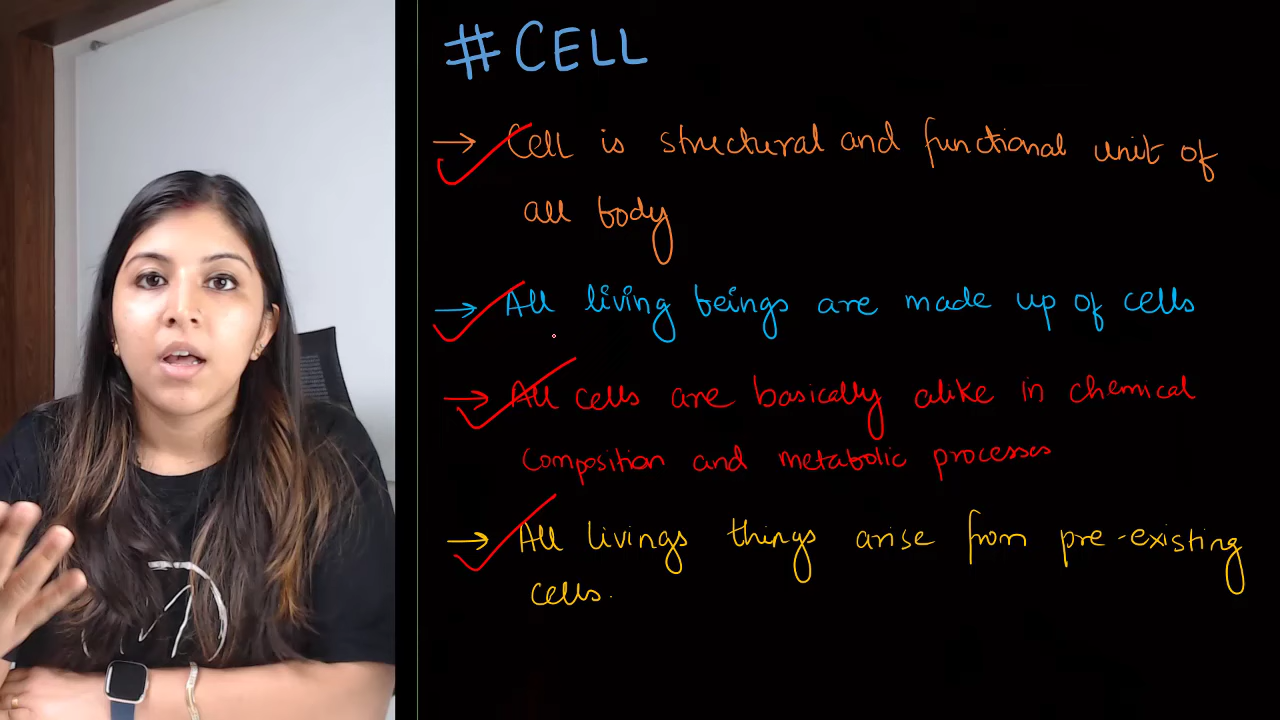 #CELL
→ Cell is structural and functional unit of
all body
→ All living beings are made up of cells
→ All cells are basically alike in chemical
composition and metabolic processes
→ All livings things arise from pre-existing
cells.